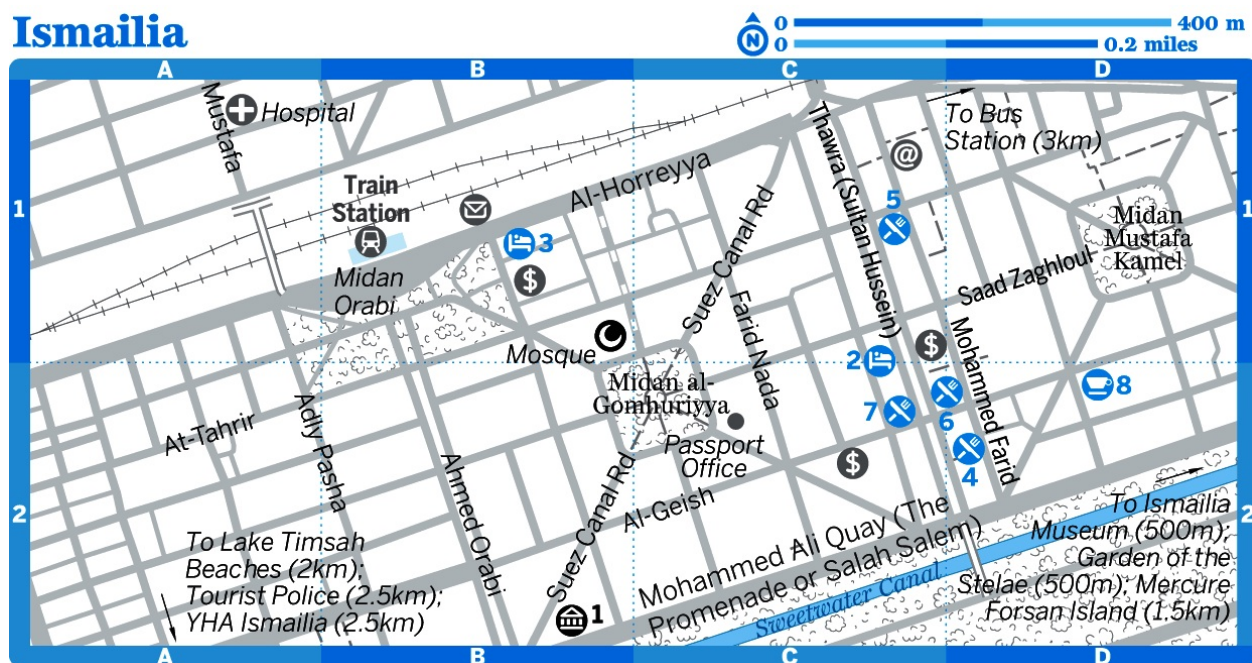 Ismailia
N
0 400 m
0 0.2 miles
A B C D
1
1
2
2
Mustafa
Hospital
Train
Station
Midan
Orabi
3
$
Al-Horreyya
Mosque
Suez Canal Rd
Farid Nada
Thawra (Sultan Hussein)
@
To Bus
Station (3km)
5
Midan
Mustafa
Kamel
Saad Zaghloul
$
Mohammed Farid
2
7
6
4
8
Midan al-
Gomhuriyya
Passport
Office
$
At-Tahrir
Adly Pasha
Ahmed Orabi
Suez Canal Rd
Al-Geish
To Lake Timsah
Beaches (2km);
Tourist Police (2.5km);
YHA Ismailia (2.5km)
1
Mohammed Ali Quay (The
Promenade or Salah Salem)
Sweetwater Canal
To Ismailia
Museum (500m);
Garden of the
Stelae (500m); Mercure
Forsan Island (1.5km)
A B C D